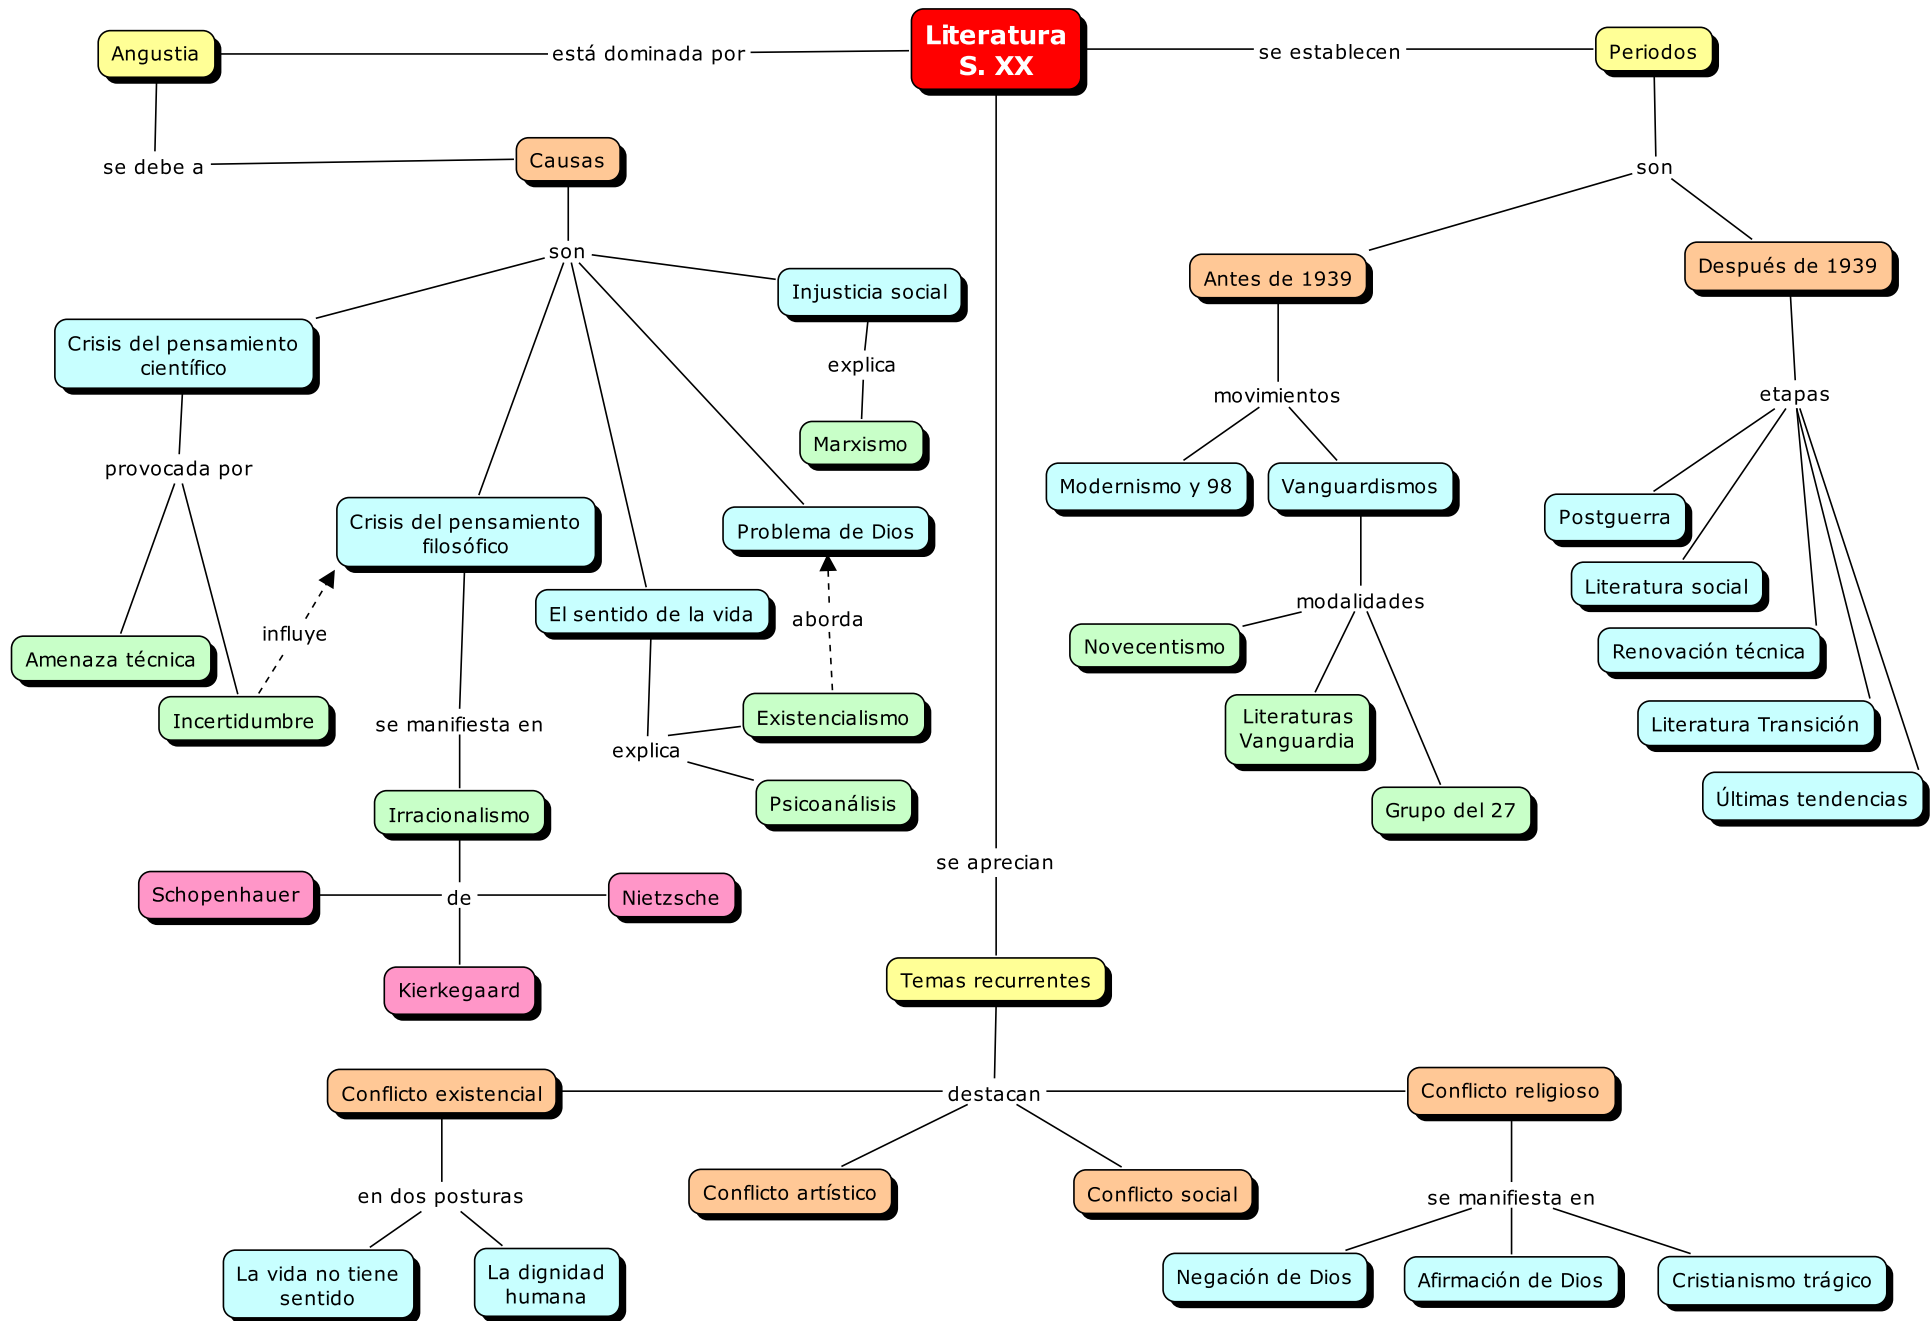 Literatura
S. XX
Angustia
está dominada por
se establecen
Periodos
se debe a
Causas
son
son
Injusticia social
Antes de 1939
Después de 1939
Crisis del pensamiento
científico
explica
movimientos
etapas
Marxismo
provocada por
Modernismo y 98
Vanguardismos
Postguerra
Crisis del pensamiento
filosófico
Problema de Dios
Literatura social
El sentido de la vida
modalidades
influye
aborda
Novecentismo
Renovación técnica
Amenaza técnica
Incertidumbre
se manifiesta en
Existencialismo
Literaturas
Vanguardia
Literatura Transición
explica
Psicoanálisis
Últimas tendencias
Irracionalismo
Grupo del 27
se aprecian
Schopenhauer
de
Nietzsche
Kierkegaard
Temas recurrentes
Conflicto existencial
destacan
Conflicto religioso
en dos posturas
Conflicto artístico
Conflicto social
se manifiesta en
La vida no tiene
sentido
La dignidad
humana
Negación de Dios
Afirmación de Dios
Cristianismo trágico